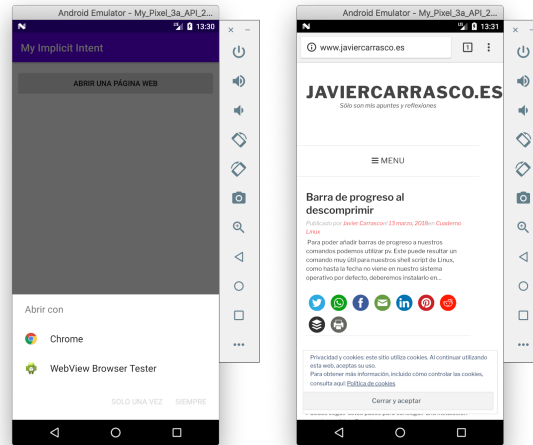 Android Emulator - My_Pixel_3a_API_2...
13:30
My Implicit Intent
ABRIR UNA PÁGINA WEB
Abrir con
Chrome
WebView Browser Tester
SOLO UNA VEZ SIEMPRE
Android Emulator - My_Pixel_3a_API_2...
13:31
www.javiercarrasco.es
1
JAVIERCARRASCO.ES
Sólo son mis apuntes y reflexiones
MENU
Barra de progreso al
descomprimir
Publicado por Javier Carrasco el 13 marzo, 2018 en Cuaderno
Linux
Para poder añadir barras de progreso a nuestros
comandos podemos utilizar pv. Este puede resultar un
comando muy útil para nuestros shell script de Linux,
como hasta la fecha no viene en nuestro sistema
operativo por defecto, deberemos instalarlo en...
Privacidad y cookies: este sitio utiliza cookies. Al continuar utilizando
esta web, aceptas su uso.
Para obtener más información, incluido cómo controlar las cookies,
consulta aquí: Política de cookies
Cerrar y aceptar